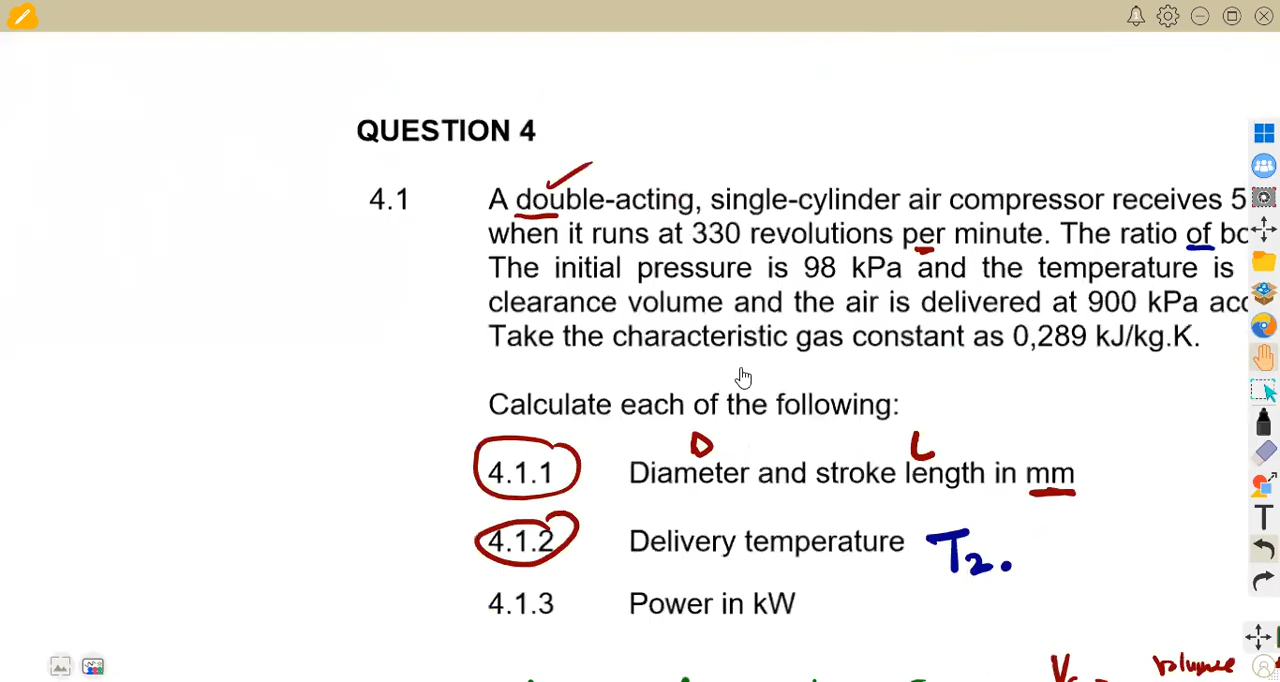 QUESTION 4
4.1 A double-acting, single-cylinder air compressor receives 5
when it runs at 330 revolutions per minute. The ratio of bo
The initial pressure is 98 kPa and the temperature is
clearance volume and the air is delivered at 900 kPa acc
Take the characteristic gas constant as 0,289 kJ/kg.K.
Calculate each of the following:
D L
4.1.1 Diameter and stroke length in mm
4.1.2 Delivery temperature T2.
4.1.3 Power in kW
volume